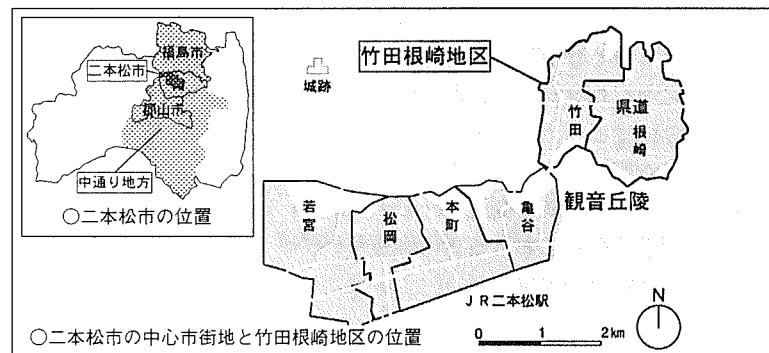 福島市
二本松市
郡山市
中通り地方
○二本松市の位置
城跡
竹田根崎地区
竹田
県道
根崎
観音丘陵
若宮
松岡
本町
亀谷
JR二本松駅
N
0 1 2km
○二本松市の中心市街地と竹田根崎地区の位置